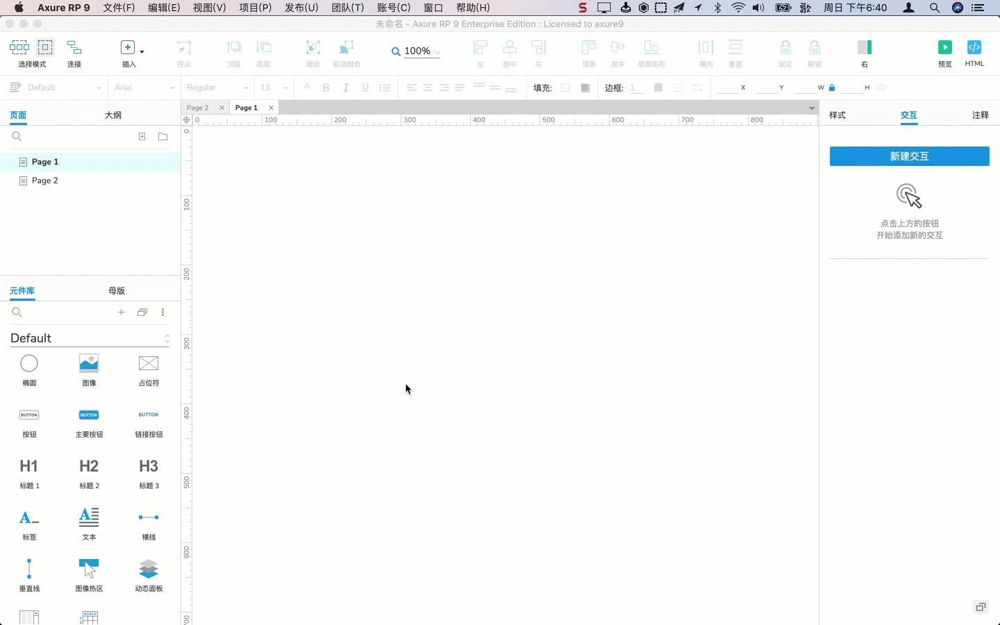 Axure RP 9 文件(F) 编辑(E) 视图(V) 项目(P) 发布(U) 团队(T) 账号(C) 窗口 帮助(H) 周日 下午6:40
未命名 - Axure RP 9 Enterprise Edition : Licensed to axure9
100%
选择模式 连接 插入 控点 顶层 底层 组合 取消组合 左 居中 右 顶部 居中 底部矩形 横向 垂直 锁定 解锁 右 预览 HTML
Default Arial Regular 13 填充: 边框: 1 X Y W H
Page 2 Page 1
页面 大纲
样式 交互 注释
0 100 200 300 400 500 600 700 800
0
100
200
300
400
500
600
Page 1
Page 2
新建交互
点击上方的按钮
开始添加新的交互
元件库 母版
Default
椭圆 图像 占位符
BUTTON BUTTON BUTTON
按钮 主要按钮 链接按钮
H1 H2 H3
标题 1 标题 2 标题 3
A A
标签 文本 横线
垂直线 图像热区 动态面板
A B C
1
2